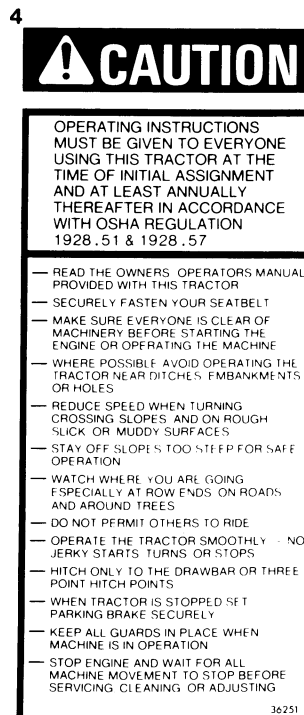 4
CAUTION
OPERATING INSTRUCTIONS
MUST BE GIVEN TO EVERYONE
USING THIS TRACTOR AT THE
TIME OF INITIAL ASSIGNMENT
AND AT LEAST ANNUALLY
THEREAFTER IN ACCORDANCE
WITH OSHA REGULATION
1928.51 & 1928.57
— READ THE OWNERS OPERATORS MANUAL
PROVIDED WITH THIS TRACTOR
— SECURELY FASTEN YOUR SEATBELT
— MAKE SURE EVERYONE IS CLEAR OF
MACHINERY BEFORE STARTING THE
ENGINE OR OPERATING THE MACHINE
— WHERE POSSIBLE AVOID OPERATING THE
TRACTOR NEAR DITCHES EMBANKMENTS
OR HOLES
— REDUCE SPEED WHEN TURNING
CROSSING SLOPES AND ON ROUGH
SLICK OR MUDDY SURFACES
— STAY OFF SLOPES TOO STEEP FOR SAFE
OPERATION
— WATCH WHERE YOU ARE GOING
ESPECIALLY AT ROW ENDS ON ROADS
AND AROUND TREES
— DO NOT PERMIT OTHERS TO RIDE
— OPERATE THE TRACTOR SMOOTHLY - NO
JERKY STARTS TURNS OR STOPS
— HITCH ONLY TO THE DRAWBAR OR THREE
POINT HITCH POINTS
— WHEN TRACTOR IS STOPPED SET
PARKING BRAKE SECURELY
— KEEP ALL GUARDS IN PLACE WHEN
MACHINE IS IN OPERATION
— STOP ENGINE AND WAIT FOR ALL
MACHINE MOVEMENT TO STOP BEFORE
SERVICING CLEANING OR ADJUSTING
36251